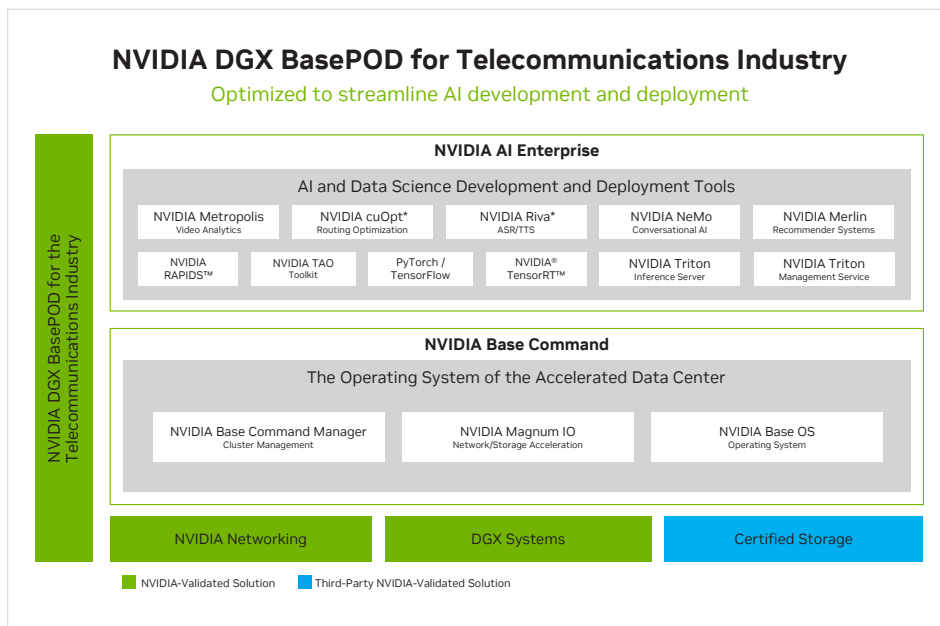 NVIDIA DGX BasePOD for Telecommunications Industry
Optimized to streamline AI development and deployment
NVIDIA DGX BasePOD for the
Telecommunications Industry
NVIDIA AI Enterprise
AI and Data Science Development and Deployment Tools
NVIDIA Metropolis
Video Analytics
NVIDIA cuOpt*
Routing Optimization
NVIDIA Riva*
ASR/TTS
NVIDIA NeMo
Conversational AI
NVIDIA Merlin
Recommender Systems
NVIDIA
RAPIDS™
NVIDIA TAO
Toolkit
PyTorch /
TensorFlow
NVIDIA®
TensorRT™
NVIDIA Triton
Inference Server
NVIDIA Triton
Management Service
NVIDIA Base Command
The Operating System of the Accelerated Data Center
NVIDIA Base Command Manager
Cluster Management
NVIDIA Magnum IO
Network/Storage Acceleration
NVIDIA Base OS
Operating System
NVIDIA Networking
DGX Systems
Certified Storage
NVIDIA-Validated Solution
Third-Party NVIDIA-Validated Solution